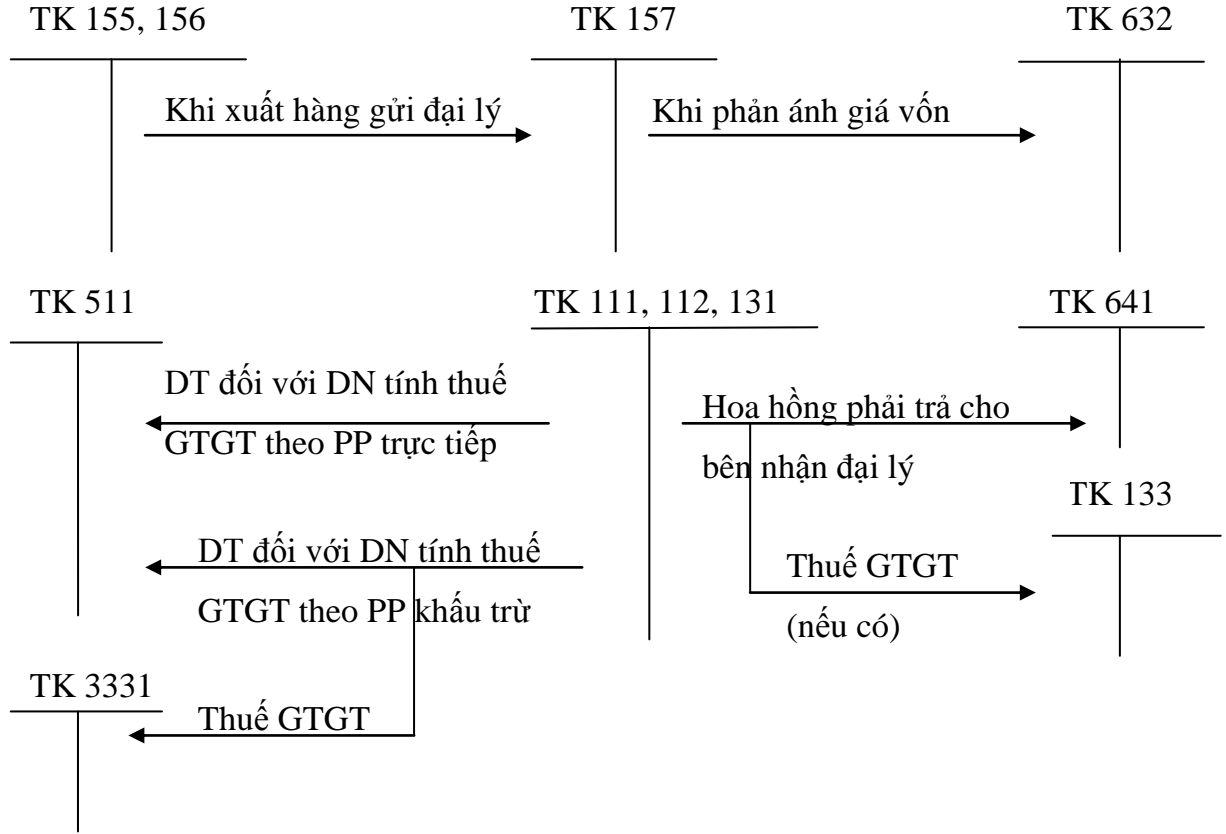 TK 155, 156
TK 157
TK 632
Khi xuất hàng gửi đại lý
Khi phản ánh giá vốn
TK 511
TK 111, 112, 131
TK 641
DT đối với DN tính thuế
GTGT theo PP trực tiếp
Hoa hồng phải trả cho
bên nhận đại lý
TK 133
DT đối với DN tính thuế
GTGT theo PP khấu trừ
Thuế GTGT
(nếu có)
TK 3331
Thuế GTGT